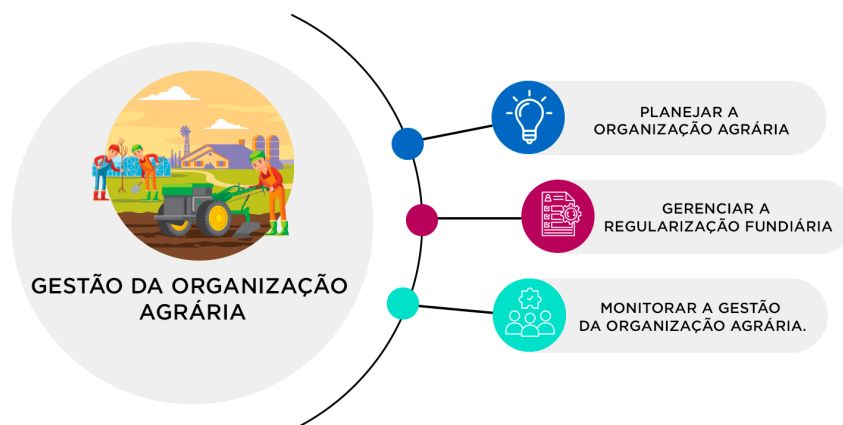 GESTÃO DA ORGANIZAÇÃO
AGRÁRIA
PLANEJAR A
ORGANIZAÇÃO AGRÁRIA
GERENCIAR A
REGULARIZAÇÃO FUNDIÁRIA
MONITORAR A GESTÃO
DA ORGANIZAÇÃO AGRÁRIA.